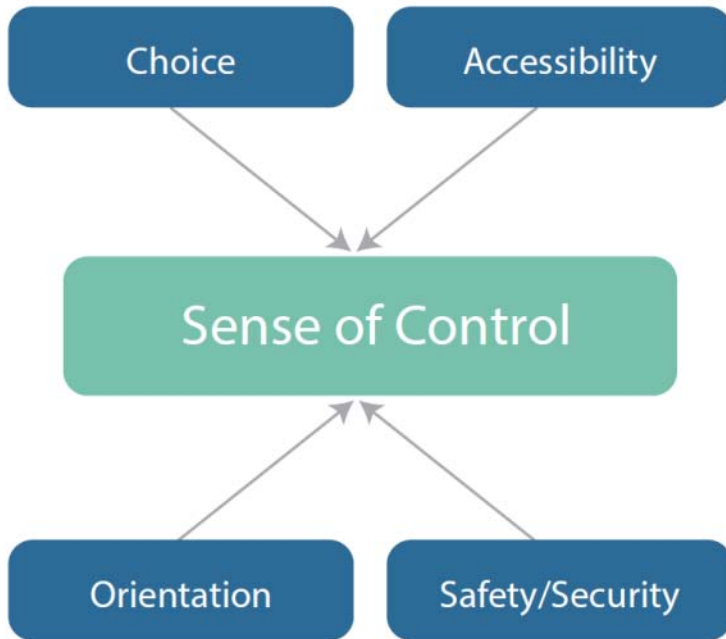 Choice
Accessibility
Sense of Control
Orientation
Safety/Security